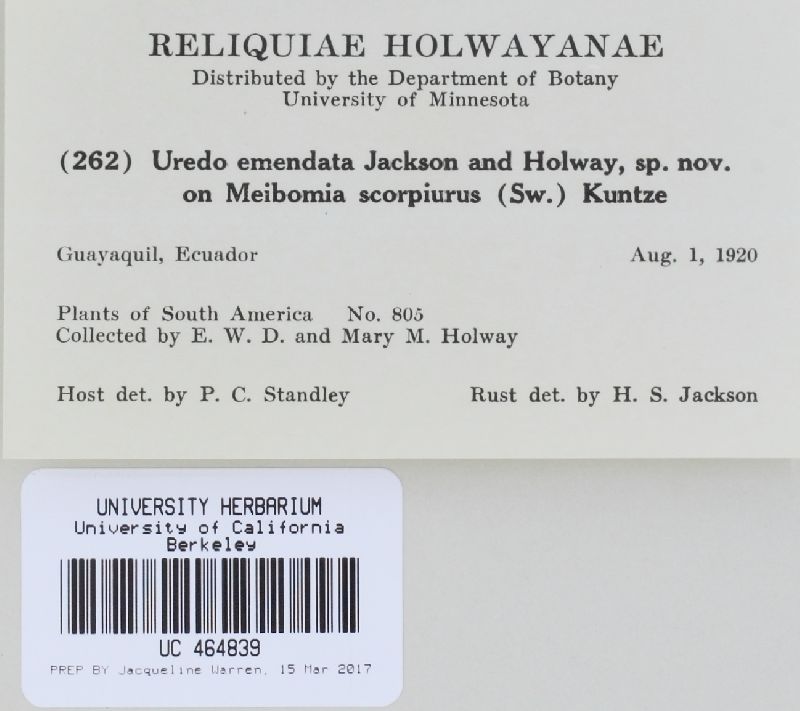 RELIQUIAE HOLWAYANAE
Distributed by the Department of Botany
University of Minnesota
(262) Uredo emendata Jackson and Holway, sp. nov.
on Meibomia scorpiurus (Sw.) Kuntze
Guayaquil, Ecuador Aug. 1, 1920
Plants of South America No. 805
Collected by E. W. D. and Mary M. Holway
Host det. by P. C. Standley Rust det. by H. S. Jackson
UNIVERSITY HERBARIUM
University of California
Berkeley
UC 464839
PREP BY Jacqueline Warren, 15 Mar 2017